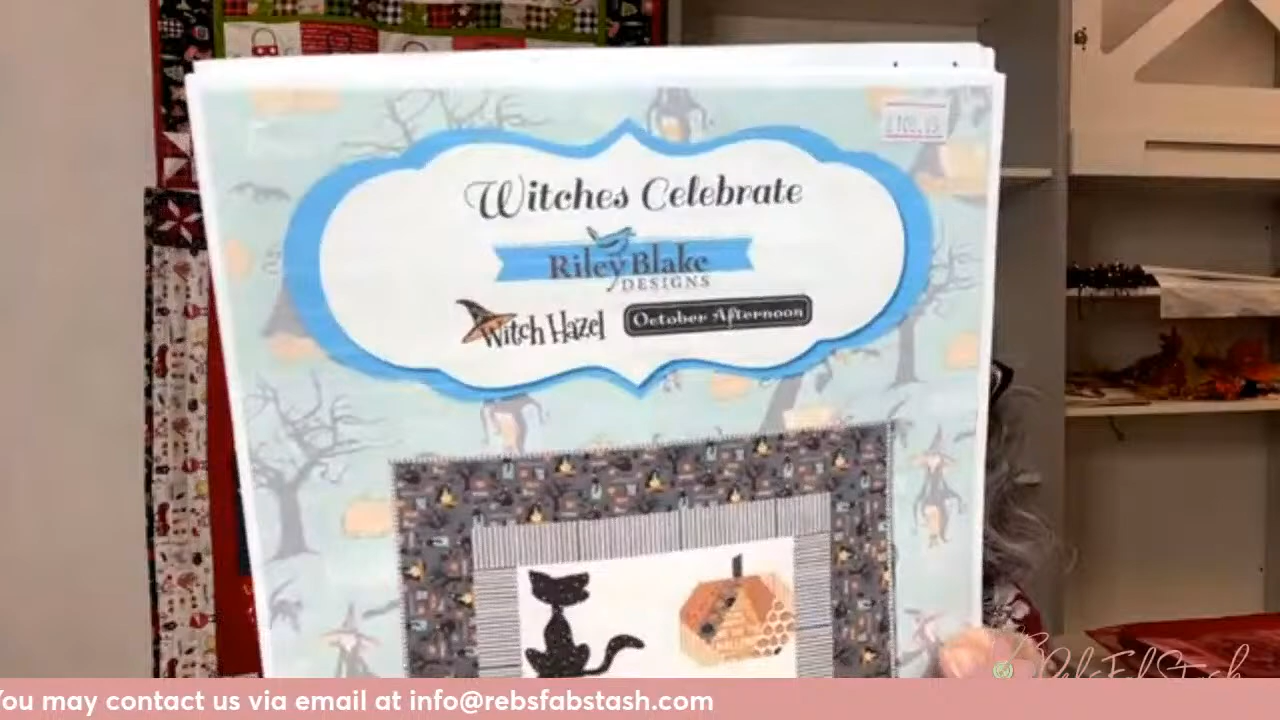 Witches Celebrate
Riley Blake
DESIGNS
Witch Hazel
October Afternoon
RebsFabStash
You may contact us via email at info@rebsfabstash.com